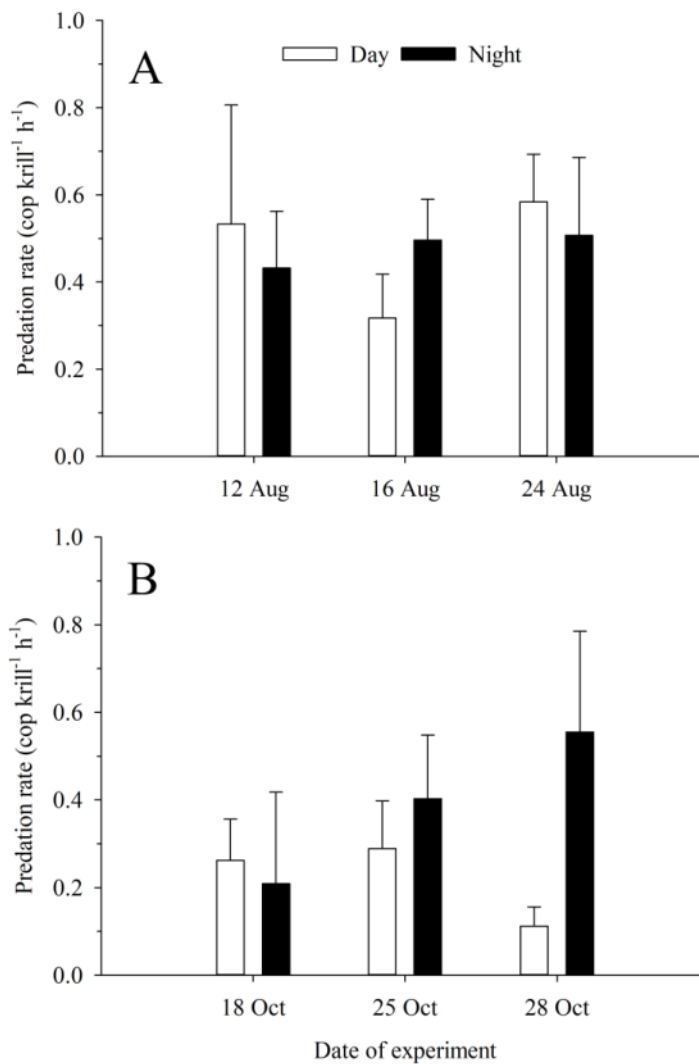 A
Day Night
Predation rate (cop krill⁻¹ h⁻¹)
1.0
0.8
0.6
0.4
0.2
0.0
12 Aug 16 Aug 24 Aug
B
Predation rate (cop krill⁻¹ h⁻¹)
1.0
0.8
0.6
0.4
0.2
0.0
18 Oct 25 Oct 28 Oct
Date of experiment